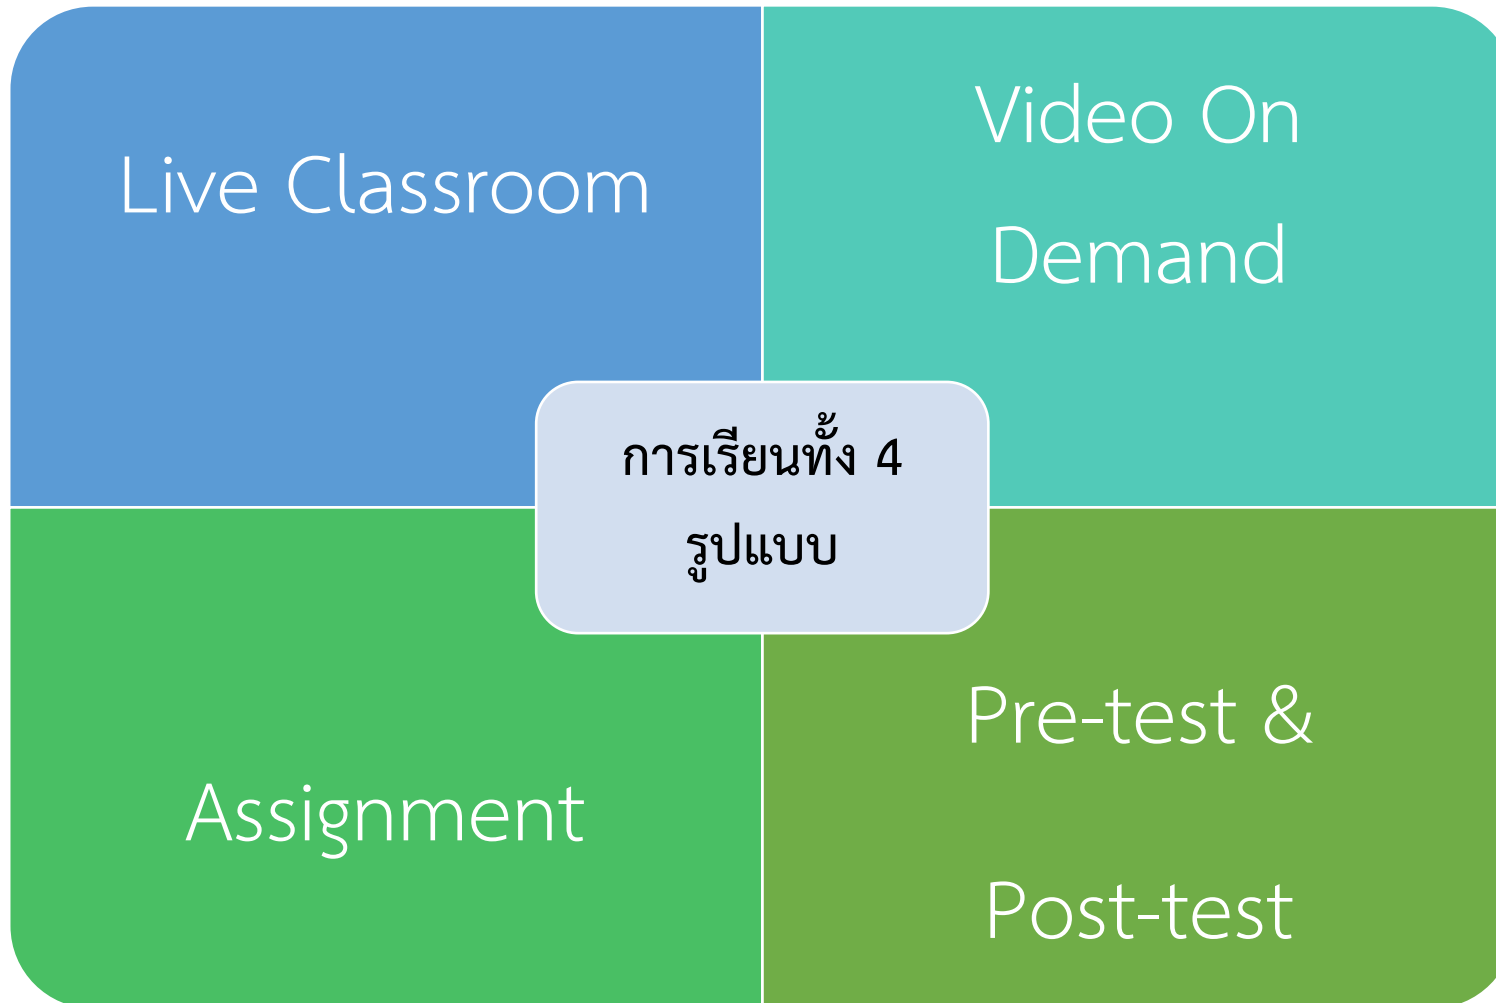 Live Classroom
Video On
Demand
การเรียนทั้ง 4
รูปแบบ
Assignment
Pre-test &
Post-test